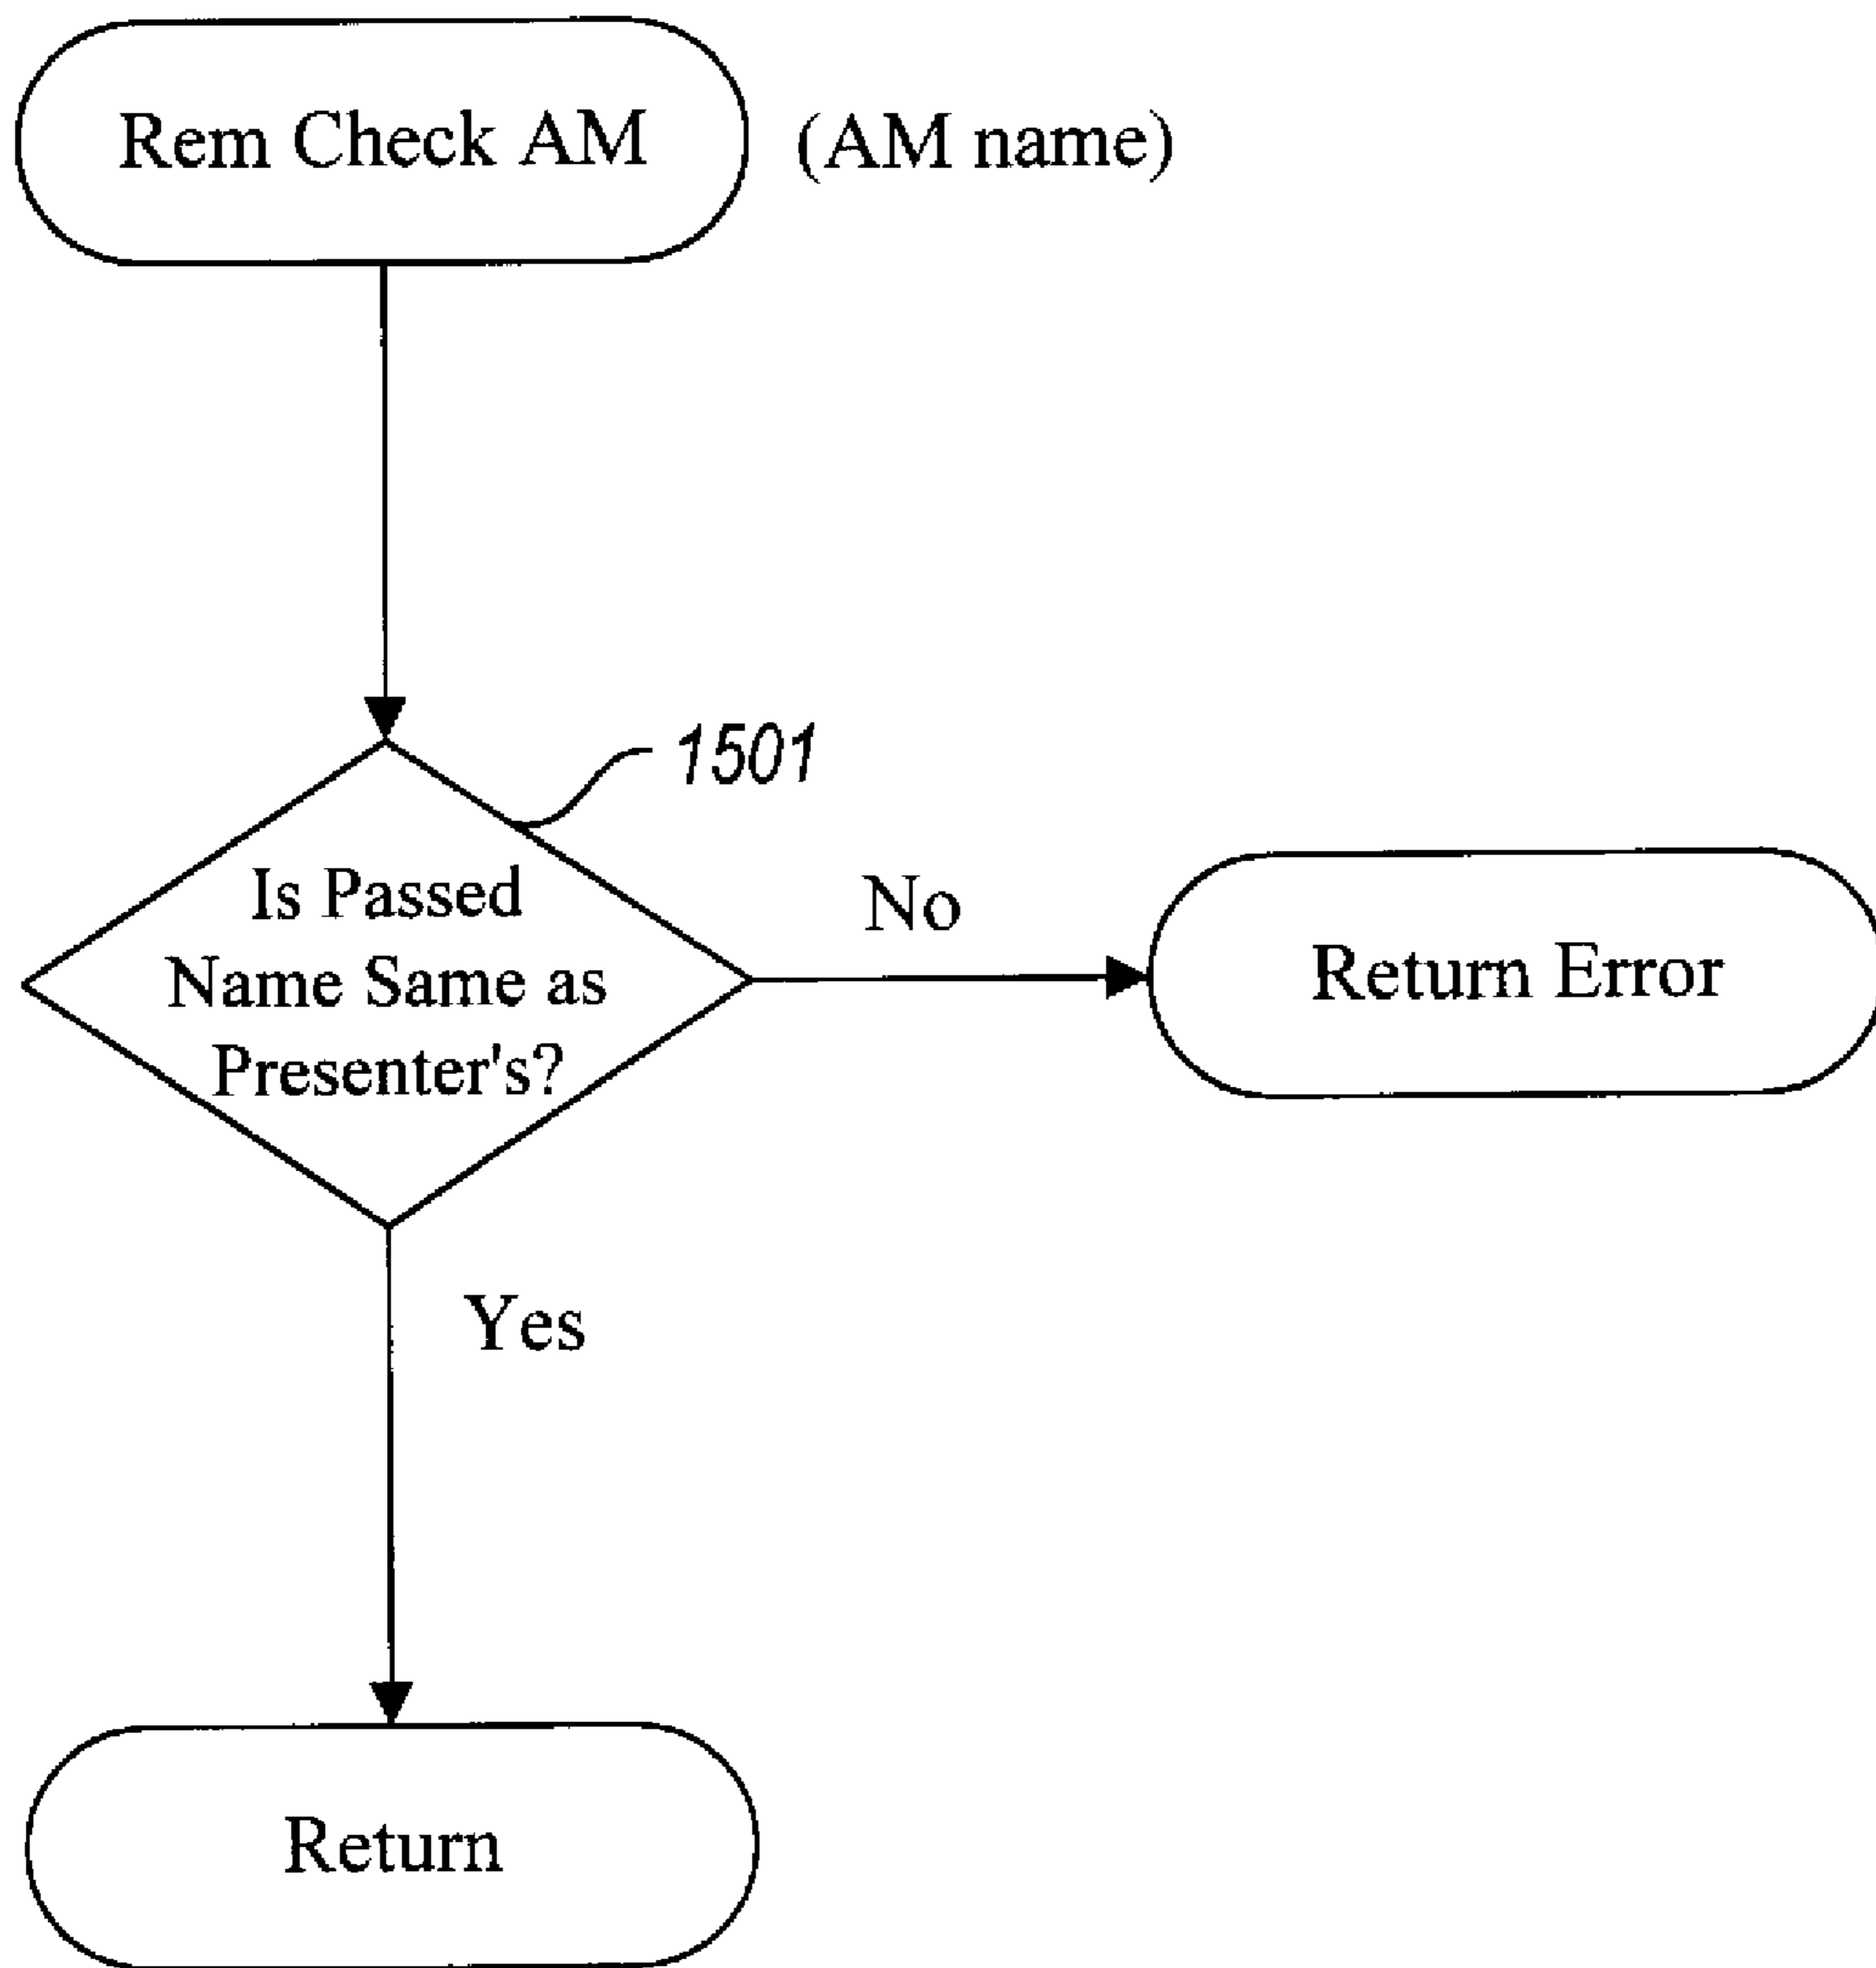 Rem Check AM
(AM name)
1501
Is Passed
Name Same as
Presenter's?
No
Return Error
Yes
Return